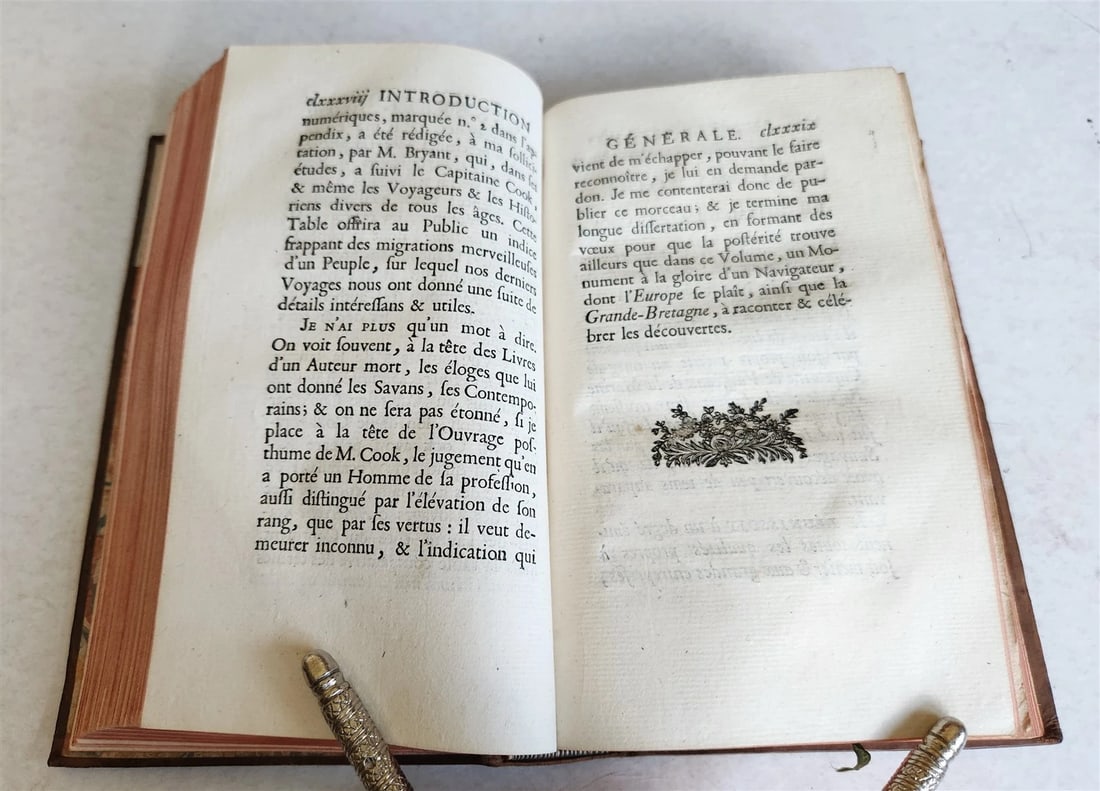 clxxxviij INTRODUCTION
numériques, marquée n.° 2 dans l'ap-
pendix, a été rédigée, à ma ſollici-
tation, par M. Bryant, qui, dans ſes
études, a ſuivi le Capitaine Cook,
& même les Voyageurs & les Hiſto-
riens divers de tous les âges. Cette
Table offrira au Public un indice
frappant des migrations merveilleuſes
d'un Peuple, ſur lequel nos derniers
Voyages nous ont donné une ſuite de
détails intéreſſans & utiles.
JE N'AI PLUS qu'un mot à dire.
On voit ſouvent, à la tête des Livres
d'un Auteur mort, les éloges que lui
ont donné les Savans, ſes Contempo-
rains; & on ne ſera pas étonné, ſi je
place à la tête de l'Ouvrage poſ-
thume de M. Cook, le jugement qu'en
a porté un Homme de ſa profeſſion,
auſſi diſtingué par l'élévation de ſon
rang, que par ſes vertus : il veut de-
meurer inconnu, & l'indication qui
GÉNÉRALE. clxxxix
vient de m'échapper, pouvant le faire
reconnoître, je lui en demande par-
don. Je me contenterai donc de pu-
blier ce morceau; & je termine ma
longue diſſertation, en formant des
vœux pour que la poſtérité trouve
ailleurs que dans ce Volume, un Mo-
nument à la gloire d'un Navigateur,
dont l'Europe ſe plaît, ainſi que la
Grande-Bretagne, à raconter & célé-
brer les découvertes.